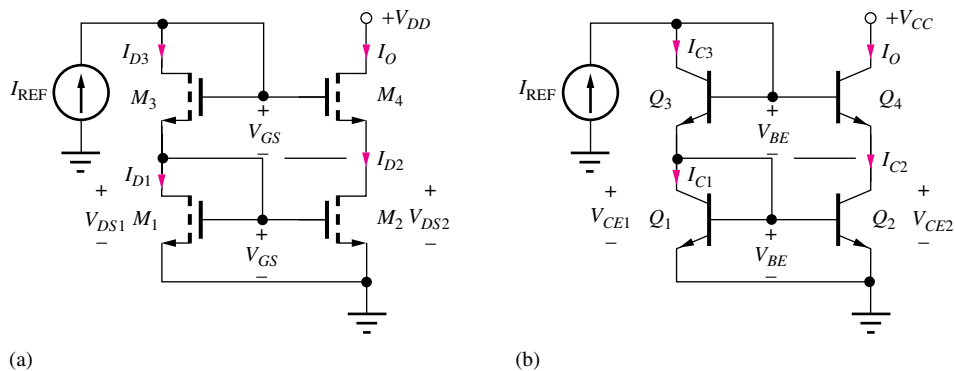 +V_DD
I_D3
I_O
I_REF
M_3
M_4
+
V_GS
−
I_D1
I_D2
+
V_DS1
−
M_1
M_2
+
V_DS2
−
+
V_GS
−
(a)
+V_CC
I_C3
I_O
I_REF
Q_3
Q_4
+
V_BE
−
I_C1
I_C2
+
V_CE1
−
Q_1
Q_2
+
V_CE2
−
+
V_BE
−
(b)